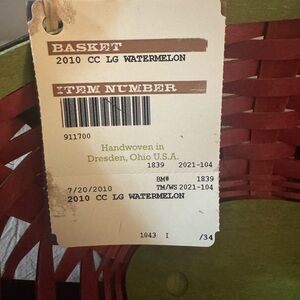 BASKET
2010 CC LG WATERMELON
ITEM NUMBER
911700
Handwoven in
Dresden, Ohio U.S.A.
1839 2021-104
BM# 1839
7/20/2010 TM/WS 2021-104
2010 CC LG WATERMELON
1043 I /34